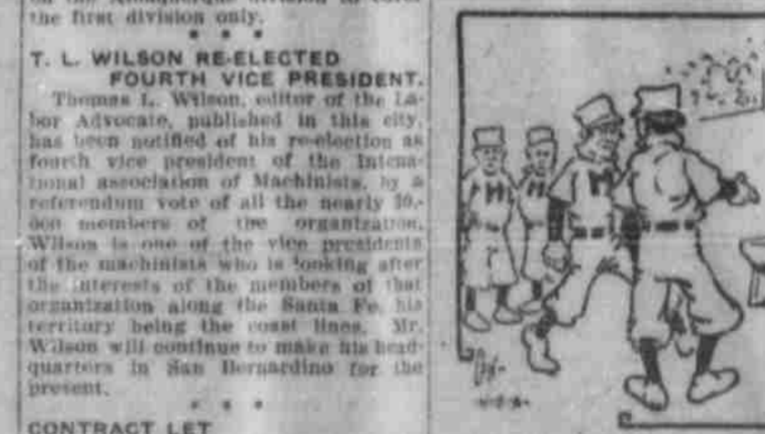 the first division only.
* * *
T. L. WILSON RE-ELECTED
FOURTH VICE PRESIDENT.
Thomas L. Wilson, editor of the La-
bor Advocate, published in this city,
has been notified of his re-election as
fourth vice president of the Interna-
tional association of Machinists, by a
referendum vote of all the nearly
000 members of the organization.
Wilson is one of the vice presidents
of the machinists who is looking after
the interests of the members of that
organization along the Santa Fe, his
territory being the coast lines. Mr.
Wilson will continue to make his head-
quarters in San Bernardino for the
present.
* * *
CONTRACT LET
M
H
M